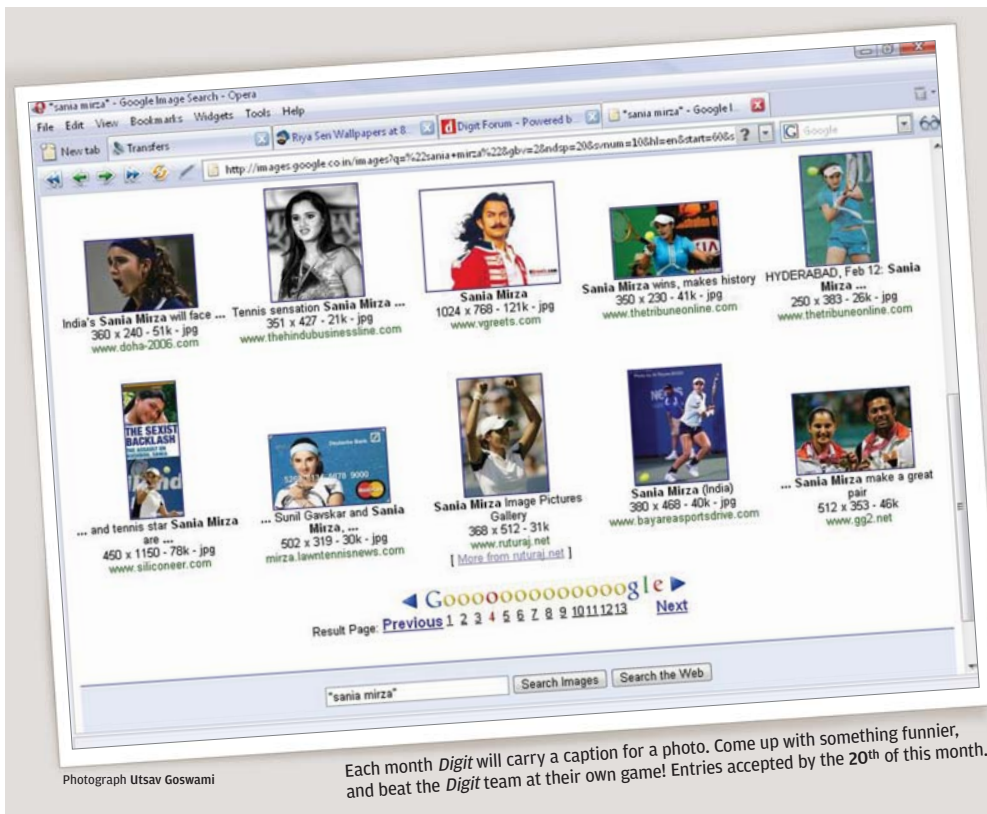 "sania mirza" - Google Image Search - Opera
File Edit View Bookmarks Widgets Tools Help
New tab Transfers Riya Sen Wallpapers at 8... Digit Forum - Powered b... "sania mirza" - Google I...
http://images.google.co.in/images?q=%22sania+mirza%22&gbv=2&ndsp=20&svnum=10&hl=en&start=60&s ? Google
India's Sania Mirza will face ...
360 x 240 - 51k - jpg
www.doha-2006.com
Tennis sensation Sania Mirza ...
351 x 427 - 21k - jpg
www.thehindubusinessline.com
Sania Mirza
1024 x 768 - 121k - jpg
www.vgreets.com
KIA
Sania Mirza wins, makes history
350 x 230 - 41k - jpg
www.thetribuneonline.com
HYDERABAD, Feb 12: Sania
Mirza ...
250 x 383 - 26k - jpg
www.thetribuneonline.com
THE SEXIST
BACKLASH
... and tennis star Sania Mirza
are ...
450 x 1150 - 78k - jpg
www.siliconeer.com
Deutsche Bank
5678 9000
MasterCard
... Sunil Gavskar and Sania
Mirza, ...
502 x 319 - 30k - jpg
mirza.lawntennisnews.com
Sania Mirza Image Pictures
Gallery
368 x 512 - 31k
www.ruturaj.net
[ More from ruturaj.net ]
Sania Mirza (India)
380 x 468 - 40k - jpg
www.bayareasportsdrive.com
... Sania Mirza make a great
pair
512 x 353 - 46k
www.gg2.net
Gooooooooooooogle
Result Page: Previous 1 2 3 4 5 6 7 8 9 10 11 12 13 Next
"sania mirza" Search Images Search the Web
Photograph Utsav Goswami
Each month Digit will carry a caption for a photo. Come up with something funnier,
and beat the Digit team at their own game! Entries accepted by the 20th of this month.